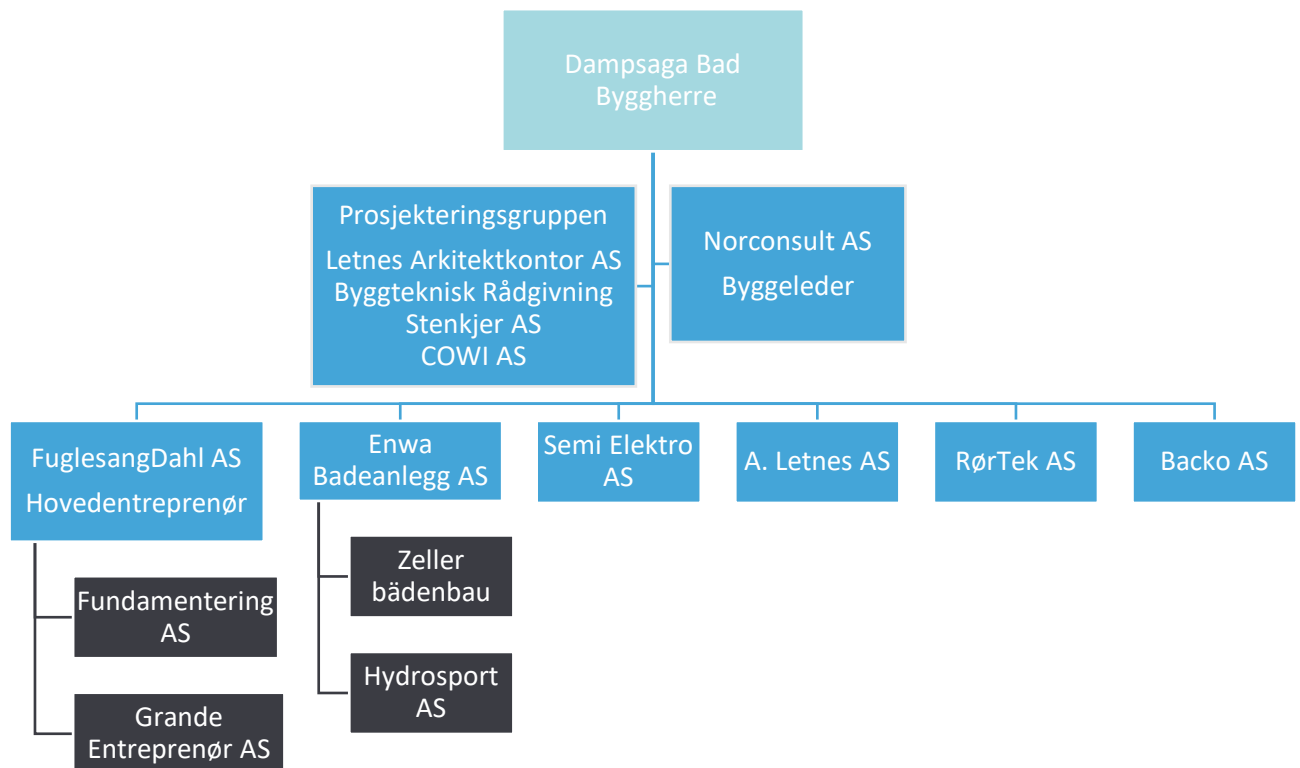 Dampsaga Bad
Byggherre
Prosjekteringsgruppen
Letnes Arkitektkontor AS
Byggteknisk Rådgivning
Stenkjer AS
COWI AS
Norconsult AS
Byggeleder
FuglesangDahl AS
Hovedentreprenør
Enwa
Badeanlegg AS
Semi Elektro
AS
A. Letnes AS
RørTek AS
Backo AS
Fundamentering
AS
Grande
Entreprenør AS
Zeller
bädenbau
Hydrosport
AS